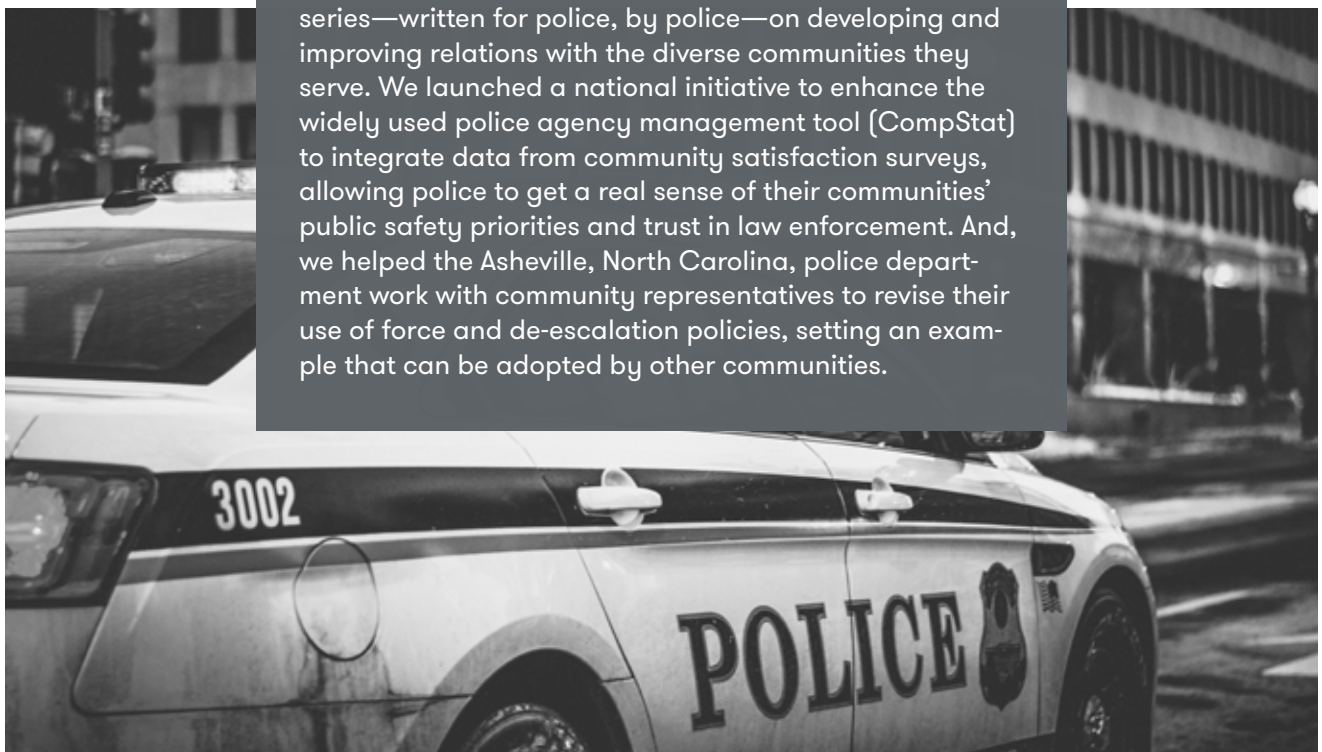 series—written for police, by police—on developing and
improving relations with the diverse communities they
serve. We launched a national initiative to enhance the
widely used police agency management tool (CompStat)
to integrate data from community satisfaction surveys,
allowing police to get a real sense of their communities’
public safety priorities and trust in law enforcement. And,
we helped the Asheville, North Carolina, police depart-
ment work with community representatives to revise their
use of force and de-escalation policies, setting an exam-
ple that can be adopted by other communities.
3002
POLICE